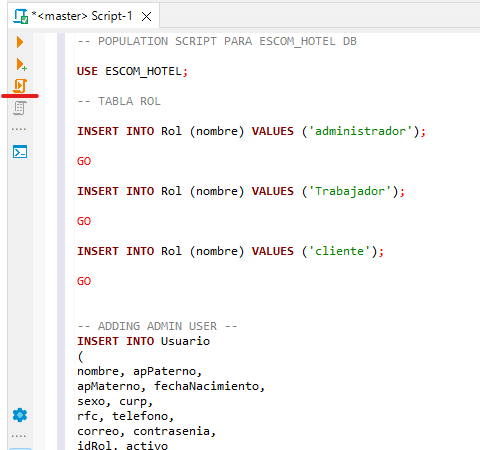 *<master> Script-1
-- POPULATION SCRIPT PARA ESCOM_HOTEL DB
USE ESCOM_HOTEL;
-- TABLA ROL
INSERT INTO Rol (nombre) VALUES ('administrador');
GO
INSERT INTO Rol (nombre) VALUES ('Trabajador');
GO
INSERT INTO Rol (nombre) VALUES ('cliente');
GO
-- ADDING ADMIN USER --
INSERT INTO Usuario
(
nombre, apPaterno,
apMaterno, fechaNacimiento,
sexo, curp,
rfc, telefono,
correo, contrasenia,
idRol, activo